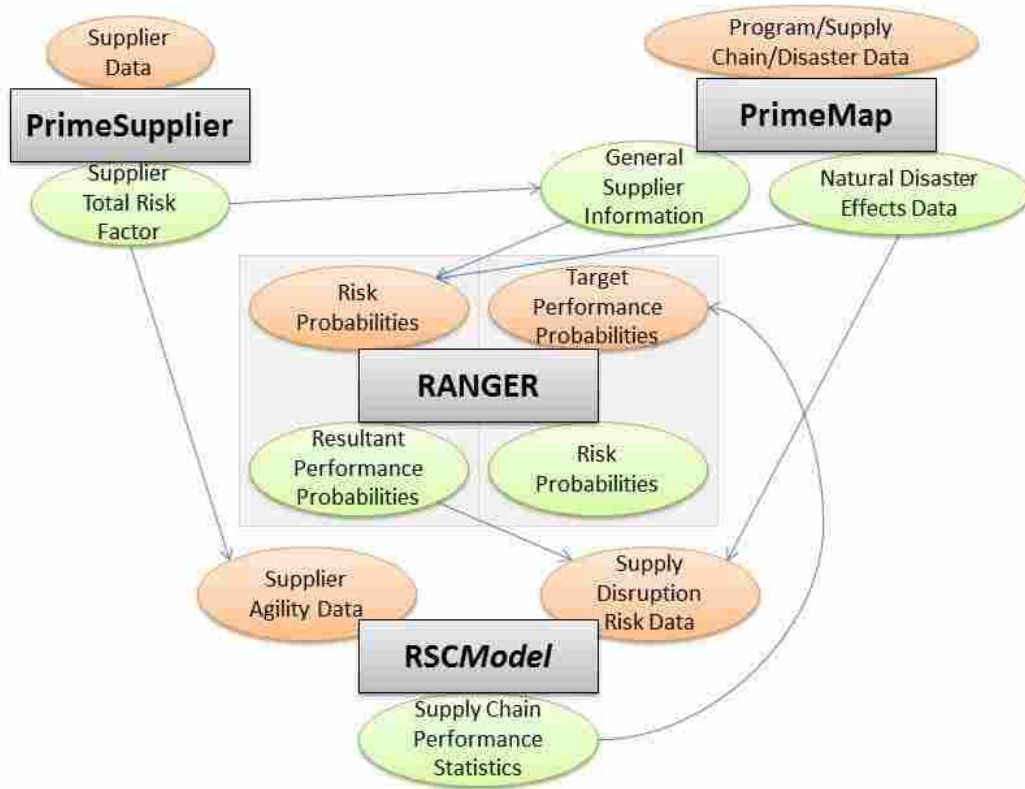 Supplier
Data
PrimeSupplier
Supplier
Total Risk
Factor
Program/Supply
Chain/Disaster Data
PrimeMap
General
Supplier
Information
Natural Disaster
Effects Data
Risk
Probabilities
Target
Performance
Probabilities
RANGER
Resultant
Performance
Probabilities
Risk
Probabilities
Supplier
Agility Data
Supply
Disruption
Risk Data
RSCModel
Supply Chain
Performance
Statistics